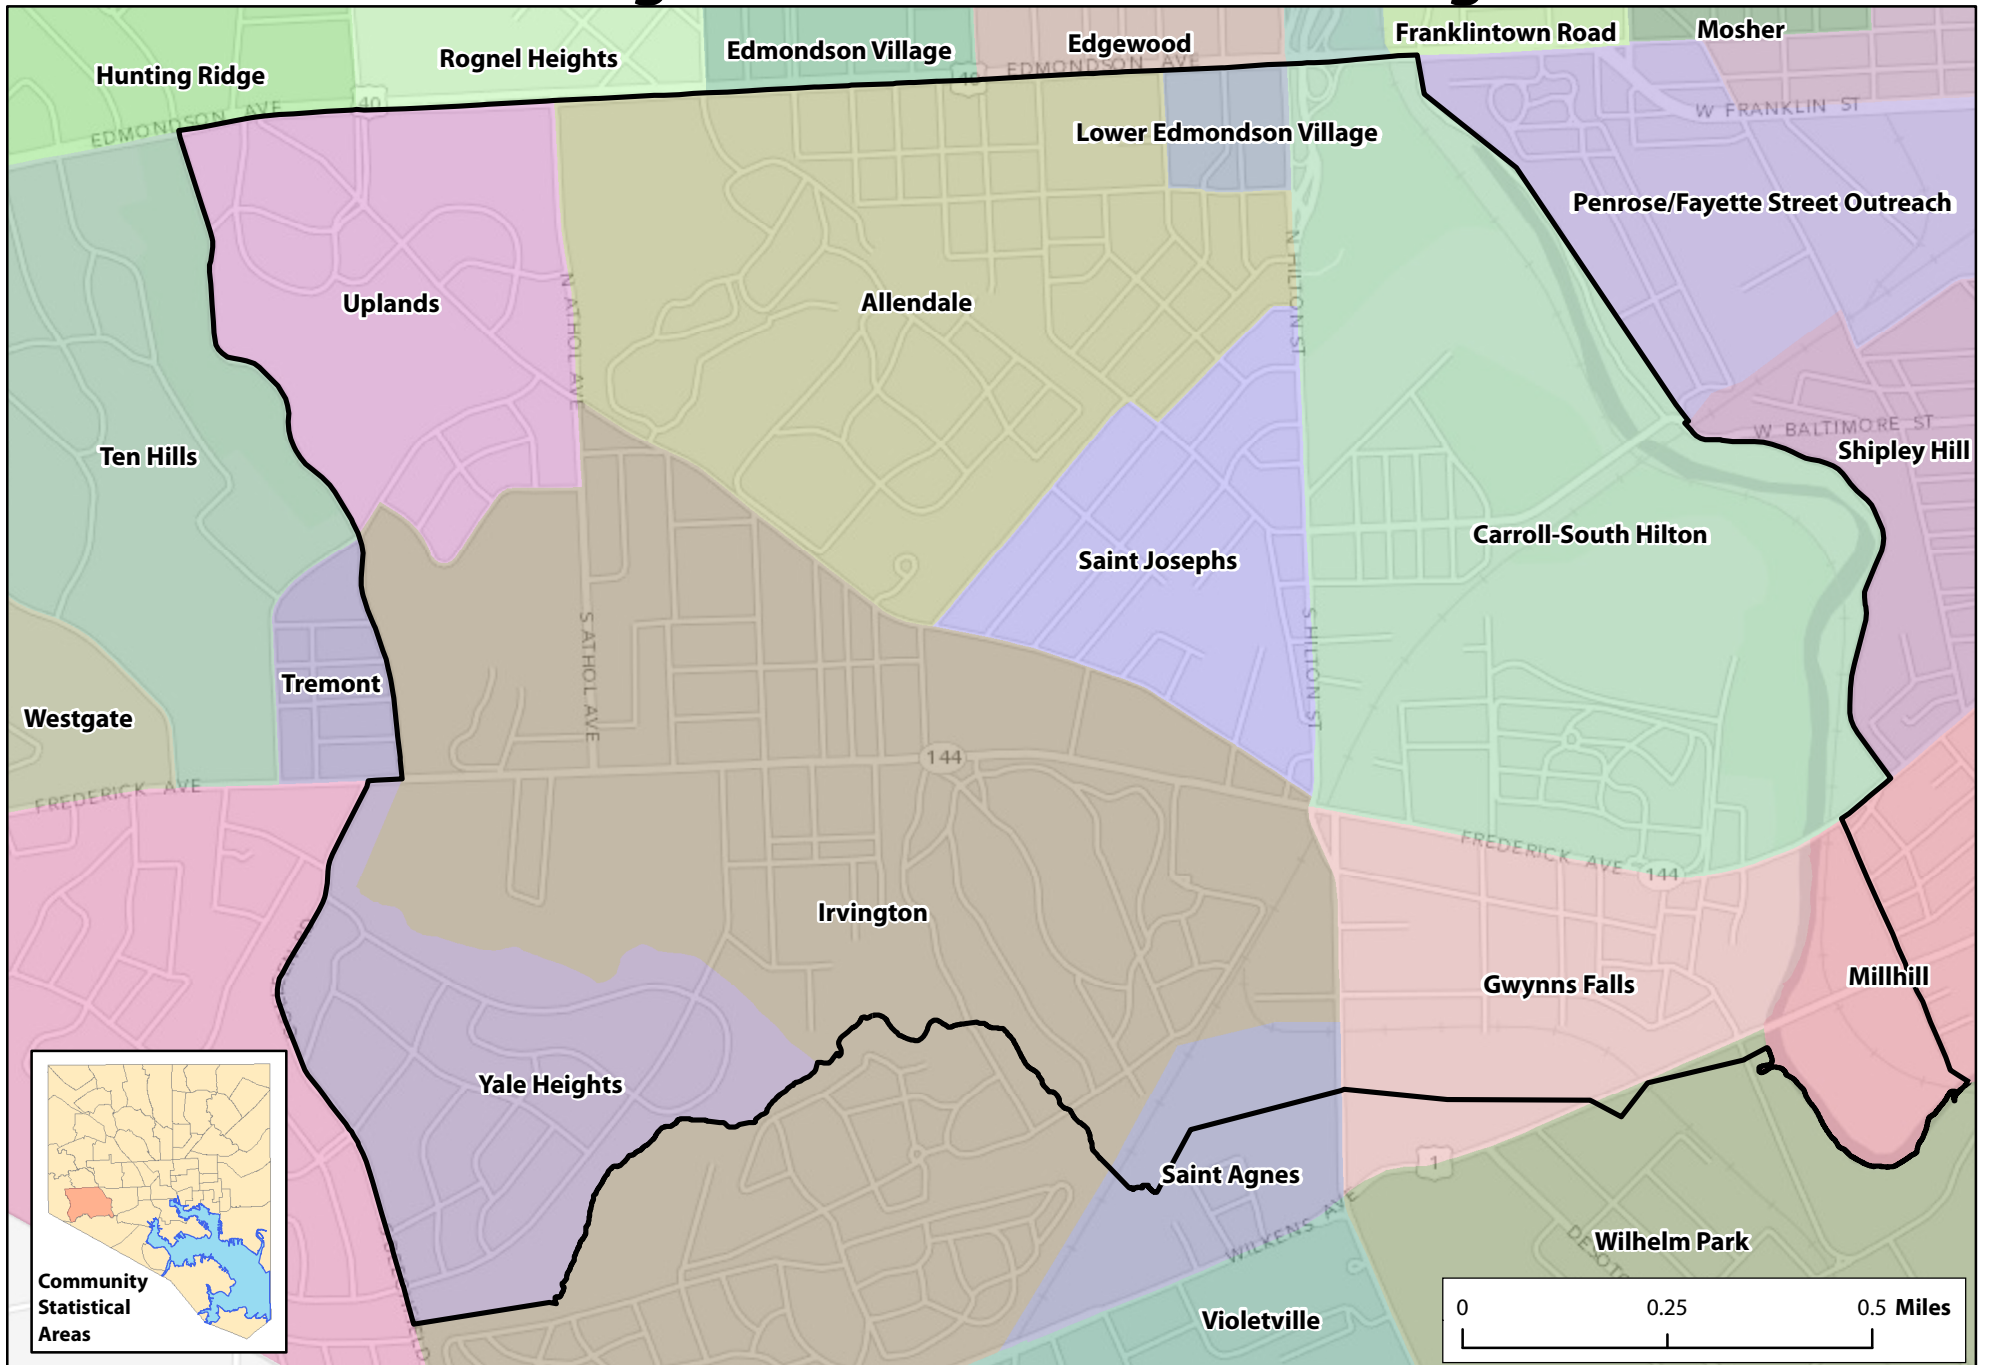 Hunting Ridge
Rognel Heights
Edmondson Village
Edgewood
Franklintown Road
Mosher
EDMONDSON AVE
40
EDMONDSON AVE
40
W FRANKLIN ST
Lower Edmondson Village
Penrose/Fayette Street Outreach
Uplands
Allendale
N ATHOL AVE
N HILTON ST
Ten Hills
W BALTIMORE ST
Shipley Hill
Carroll-South Hilton
Saint Josephs
S ATHOL AVE
S HILTON ST
Tremont
Westgate
144
FREDERICK AVE
FREDERICK AVE
144
Irvington
Gwynns Falls
Millhill
Yale Heights
Saint Agnes
1
WILKENS AVE
Wilhelm Park
Violetville
Community
Statistical
Areas
0 0.25 0.5 Miles